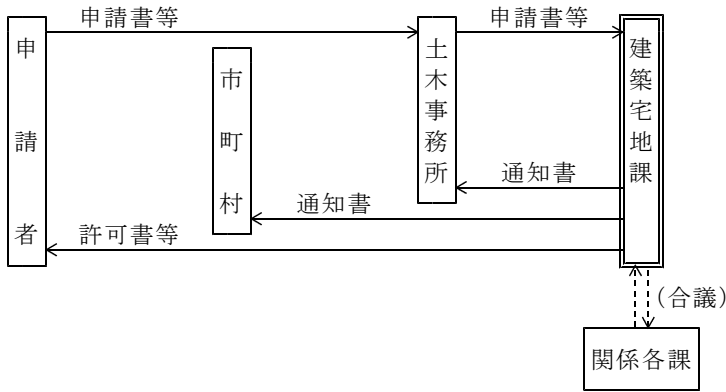 申請書等
申請書等
申請者
市町村
土木事務所
建築宅地課
通知書
通知書
許可書等
(合議)
関係各課